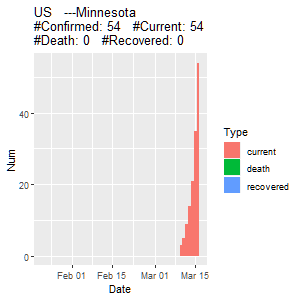 US   ---Minnesota
#Confirmed: 54   #Current: 54
#Death: 0   #Recovered: 0
Num
40
20
0
Feb 01
Feb 15
Mar 01
Mar 15
Date
Type
current
death
recovered